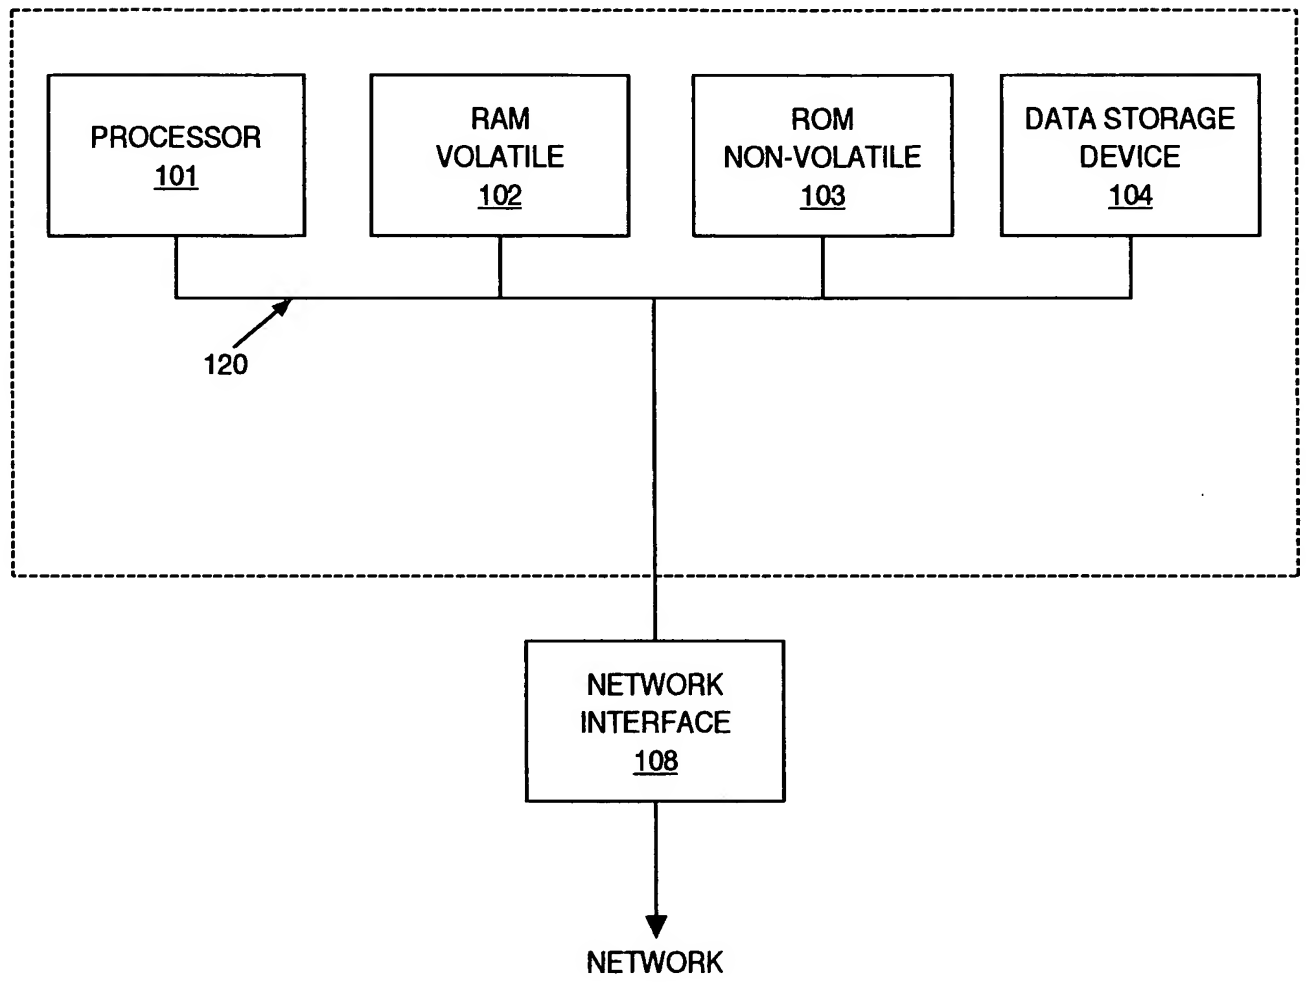 PROCESSOR
101
RAM
VOLATILE
102
ROM
NON-VOLATILE
103
DATA STORAGE
DEVICE
104
120
NETWORK
INTERFACE
108
NETWORK